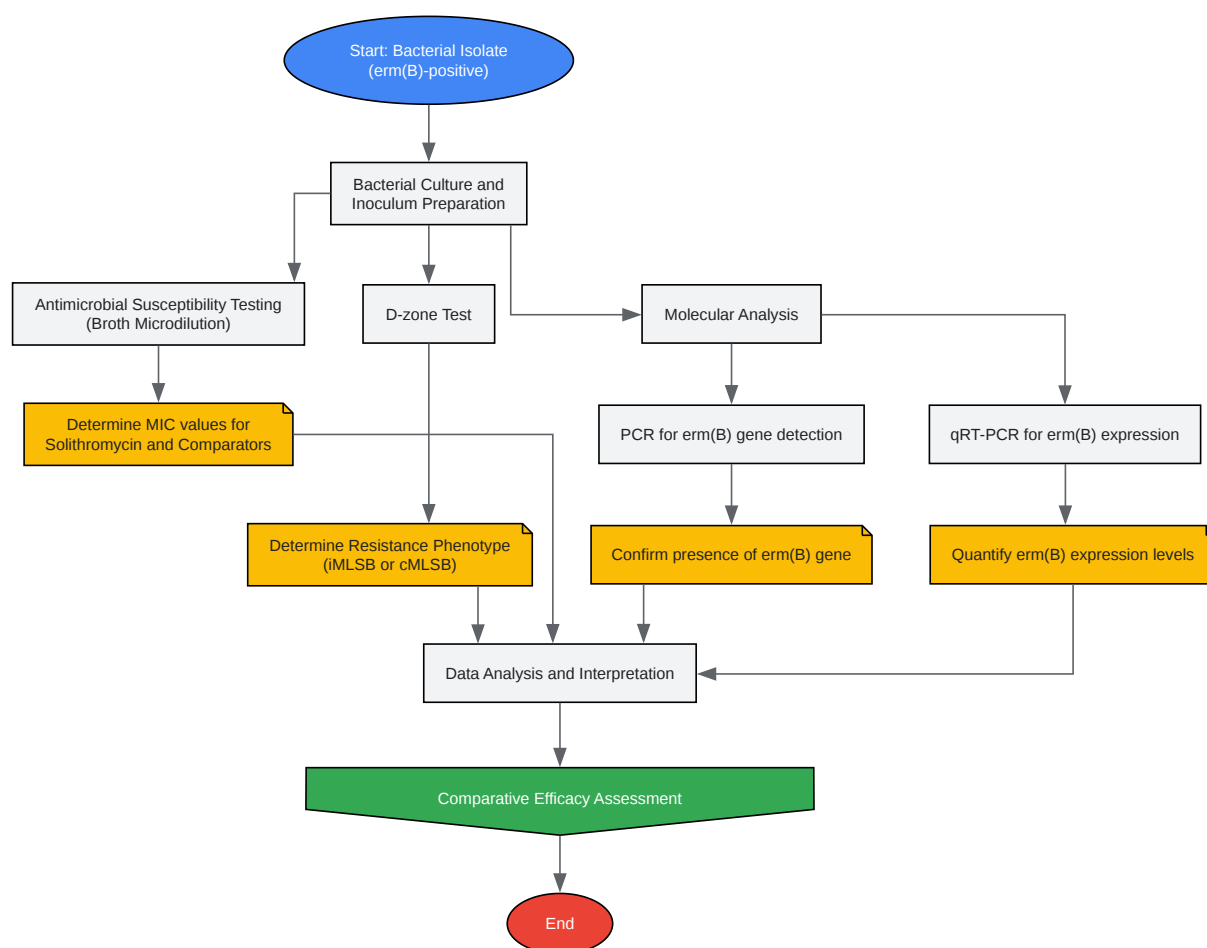 Start: Bacterial Isolate
(erm(B)-positive)
Bacterial Culture and
Inoculum Preparation
Antimicrobial Susceptibility Testing
(Broth Microdilution)
D-zone Test
Molecular Analysis
Determine MIC values for
Solithromycin and Comparators
PCR for erm(B) gene detection
qRT-PCR for erm(B) expression
Determine Resistance Phenotype
(iMLSB or cMLSB)
Confirm presence of erm(B) gene
Quantify erm(B) expression levels
Data Analysis and Interpretation
Comparative Efficacy Assessment
End